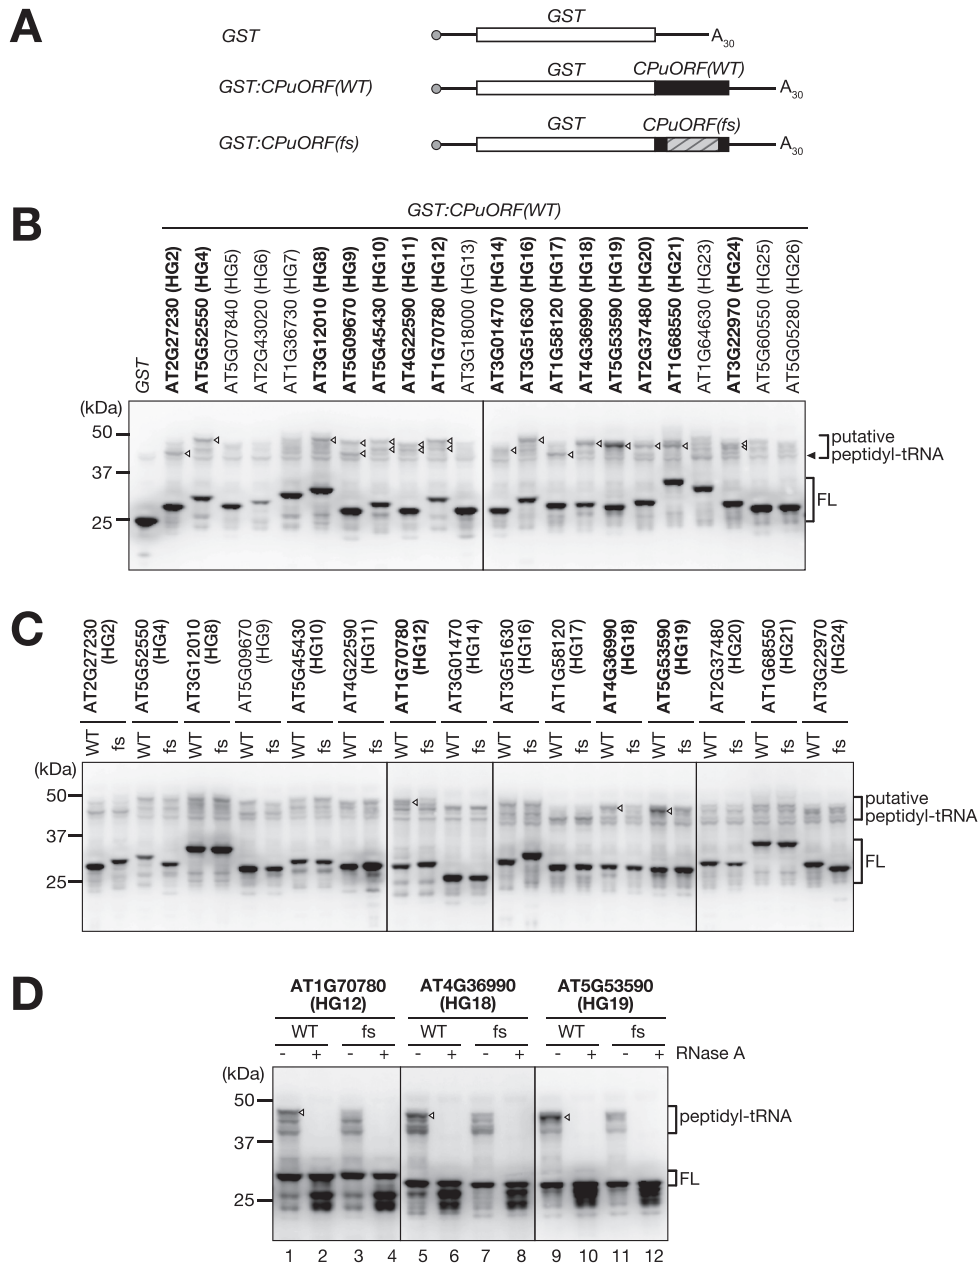 A
GST
GST
A30
GST:CPuORF(WT)
GST
CPuORF(WT)
A30
GST:CPuORF(fs)
GST
CPuORF(fs)
A30
B
GST:CPuORF(WT)
GST
AT2G27230 (HG2)
AT5G52550 (HG4)
AT5G07840 (HG5)
AT2G43020 (HG6)
AT1G36730 (HG7)
AT3G12010 (HG8)
AT5G09670 (HG9)
AT5G45430 (HG10)
AT4G22590 (HG11)
AT1G70780 (HG12)
AT3G18000 (HG13)
AT3G01470 (HG14)
AT3G51630 (HG16)
AT1G58120 (HG17)
AT4G36990 (HG18)
AT5G53590 (HG19)
AT2G37480 (HG20)
AT1G68550 (HG21)
AT1G64630 (HG23)
AT3G22970 (HG24)
AT5G60550 (HG25)
AT5G05280 (HG26)
(kDa)
50
37
25
putative
peptidyl-tRNA
FL
C
AT2G27230
(HG2)
AT5G52550
(HG4)
AT3G12010
(HG8)
AT5G09670
(HG9)
AT5G45430
(HG10)
AT4G22590
(HG11)
AT1G70780
(HG12)
AT3G01470
(HG14)
AT3G51630
(HG16)
AT1G58120
(HG17)
AT4G36990
(HG18)
AT5G53590
(HG19)
AT2G37480
(HG20)
AT1G68550
(HG21)
AT3G22970
(HG24)
WT fs WT fs WT fs WT fs WT fs WT fs WT fs WT fs WT fs WT fs WT fs WT fs WT fs WT fs WT fs
(kDa)
50
37
25
putative
peptidyl-tRNA
FL
D
AT1G70780 AT4G36990 AT5G53590
(HG12) (HG18) (HG19)
WT fs WT fs WT fs
- + - + - + - + - + - + RNase A
(kDa)
50
37
25
peptidyl-tRNA
FL
1 2 3 4 5 6 7 8 9 10 11 12